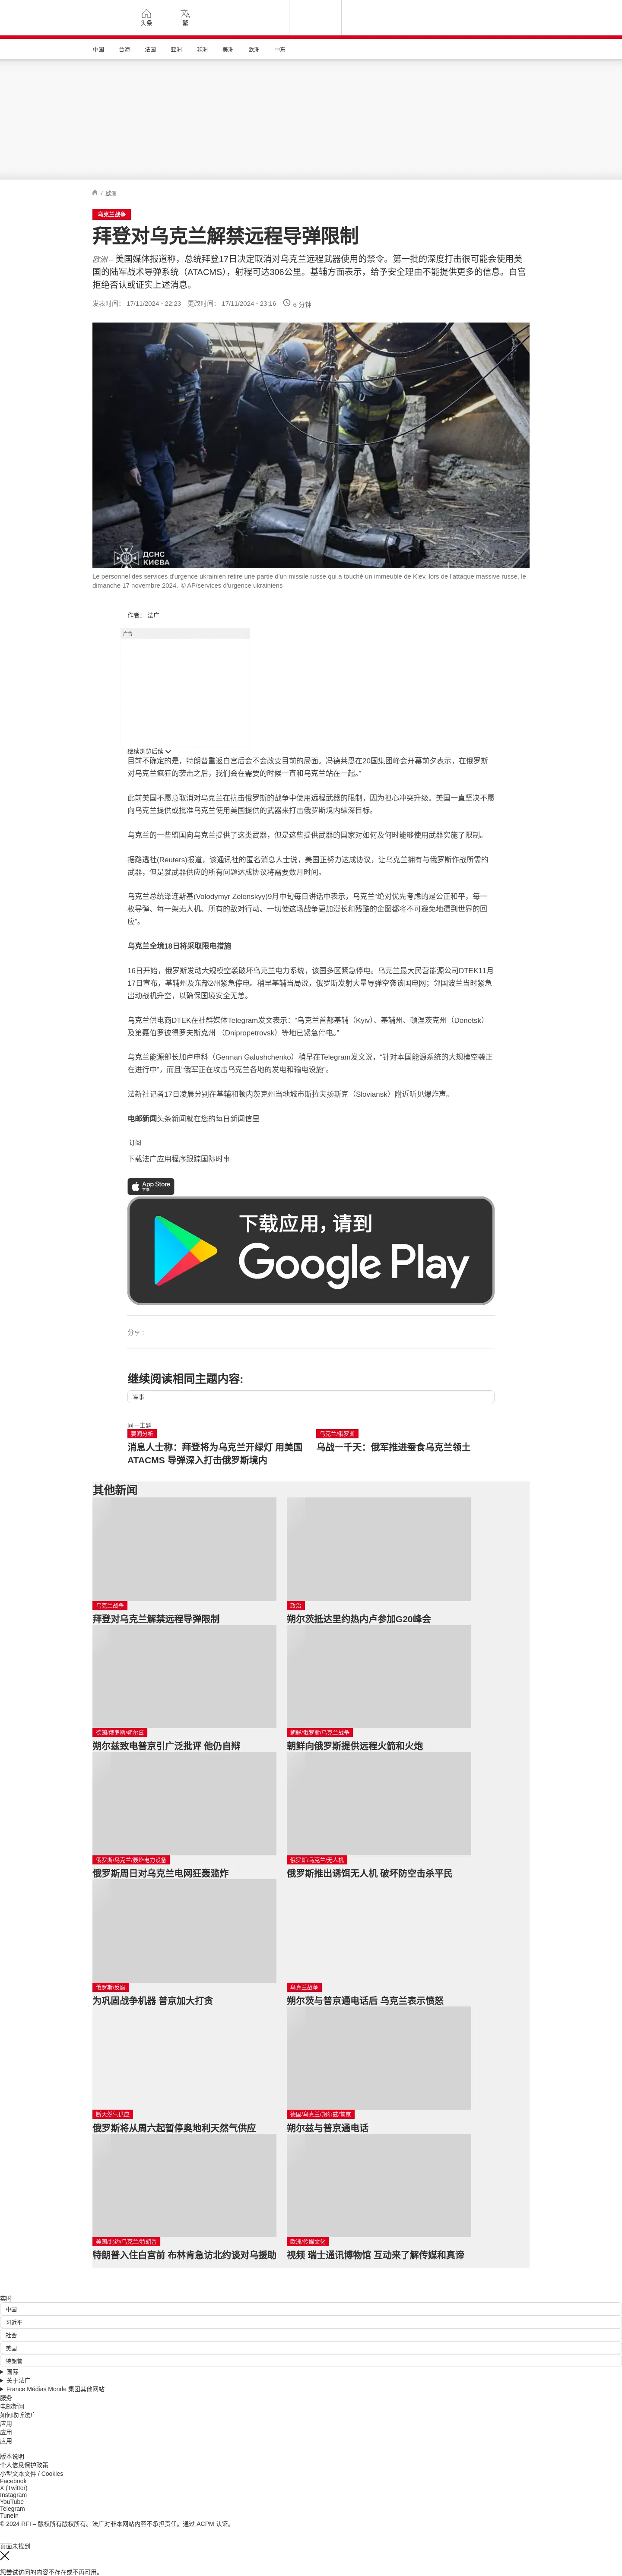 头条
繁
中国 台海 法国 亚洲 非洲 美洲 欧洲 中东
/ 欧洲
乌克兰战争
拜登对乌克兰解禁远程导弹限制
欧洲 – 美国媒体报道称，总统拜登17日决定取消对乌克兰远程武器使用的禁令。第一批的深度打击很可能会使用美
国的陆军战术导弹系统（ATACMS），射程可达306公里。基辅方面表示，给予安全理由不能提供更多的信息。白宫
拒绝否认或证实上述消息。
发表时间： 17/11/2024 - 22:23 更改时间： 17/11/2024 - 23:16 6 分钟
ДСНС
КИЄВА
Le personnel des services d'urgence ukrainien retire une partie d'un missile russe qui a touché un immeuble de Kiev, lors de l'attaque massive russe, le
dimanche 17 novembre 2024. © AP/services d'urgence ukrainiens
作者： 法广
广告
继续浏览后续
目前不确定的是，特朗普重返白宫后会不会改变目前的局面。冯德莱恩在20国集团峰会开幕前夕表示，在俄罗斯
对乌克兰疯狂的袭击之后，我们会在需要的时候一直和乌克兰站在一起。”
此前美国不愿意取消对乌克兰在抗击俄罗斯的战争中使用远程武器的限制，因为担心冲突升级。美国一直坚决不愿
向乌克兰提供或批准乌克兰使用美国提供的武器来打击俄罗斯境内纵深目标。
乌克兰的一些盟国向乌克兰提供了这类武器，但是这些提供武器的国家对如何及何时能够使用武器实施了限制。
据路透社(Reuters)报道，该通讯社的匿名消息人士说，美国正努力达成协议，让乌克兰拥有与俄罗斯作战所需的
武器，但是就武器供应的所有问题达成协议将需要数月时间。
乌克兰总统泽连斯基(Volodymyr Zelenskyy)9月中旬每日讲话中表示，乌克兰“绝对优先考虑的是公正和平，每一
枚导弹、每一架无人机、所有的敌对行动、一切使这场战争更加漫长和残酷的企图都将不可避免地遭到世界的回
应”。
乌克兰全境18日将采取限电措施
16日开始，俄罗斯发动大规模空袭破坏乌克兰电力系统，该国多区紧急停电。乌克兰最大民营能源公司DTEK11月
17日宣布，基辅州及东部2州紧急停电。稍早基辅当局说，俄罗斯发射大量导弹空袭该国电网；邻国波兰当时紧急
出动战机升空，以确保国境安全无恙。
乌克兰供电商DTEK在社群媒体Telegram发文表示：“乌克兰首都基辅（Kyiv）、基辅州、顿涅茨克州（Donetsk）
及第聂伯罗彼得罗夫斯克州 （Dnipropetrovsk）等地已紧急停电。”
乌克兰能源部长加卢申科（German Galushchenko）稍早在Telegram发文说，“针对本国能源系统的大规模空袭正
在进行中”，而且“俄军正在攻击乌克兰各地的发电和输电设施”。
法新社记者17日凌晨分别在基辅和顿内茨克州当地城市斯拉夫扬斯克（Sloviansk）附近听见爆炸声。
电邮新闻头条新闻就在您的每日新闻信里
订阅
下载法广应用程序跟踪国际时事
App Store
下载
下载应用，请到
Google Play
分享 :
继续阅读相同主题内容:
军事
同一主题
要闻分析
消息人士称：拜登将为乌克兰开绿灯 用美国
ATACMS 导弹深入打击俄罗斯境内
乌克兰/俄罗斯
乌战一千天：俄军推进蚕食乌克兰领土
其他新闻
乌克兰战争
拜登对乌克兰解禁远程导弹限制
政治
朔尔茨抵达里约热内卢参加G20峰会
德国/俄罗斯/朔尔兹
朔尔兹致电普京引广泛批评 他仍自辩
朝鲜/俄罗斯/乌克兰战争
朝鲜向俄罗斯提供远程火箭和火炮
俄罗斯/乌克兰/轰炸电力设备
俄罗斯周日对乌克兰电网狂轰滥炸
俄罗斯/乌克兰/无人机
俄罗斯推出诱饵无人机 破坏防空击杀平民
俄罗斯/反腐
为巩固战争机器 普京加大打贪
乌克兰战争
朔尔茨与普京通电话后 乌克兰表示愤怒
断天然气供应
俄罗斯将从周六起暂停奥地利天然气供应
德国/乌克兰/朔尔兹/普京
朔尔兹与普京通电话
美国/北约/乌克兰/特朗普
特朗普入住白宫前 布林肯急访北约谈对乌援助
欧洲/传媒文化
视频 瑞士通讯博物馆 互动来了解传媒和真谛
实时
中国
习近平
社会
美国
特朗普
国际
关于法广
France Médias Monde 集团其他网站
服务
电邮新闻
如何收听法广
应用
应用
应用
版本说明
个人信息保护政策
小型文本文件 / Cookies
Facebook
X (Twitter)
Instagram
YouTube
Telegram
TuneIn
© 2024 RFI – 版权所有版权所有。法广对非本网站内容不承担责任。通过 ACPM 认证。
页面未找到
您尝试访问的内容不存在或不再可用。